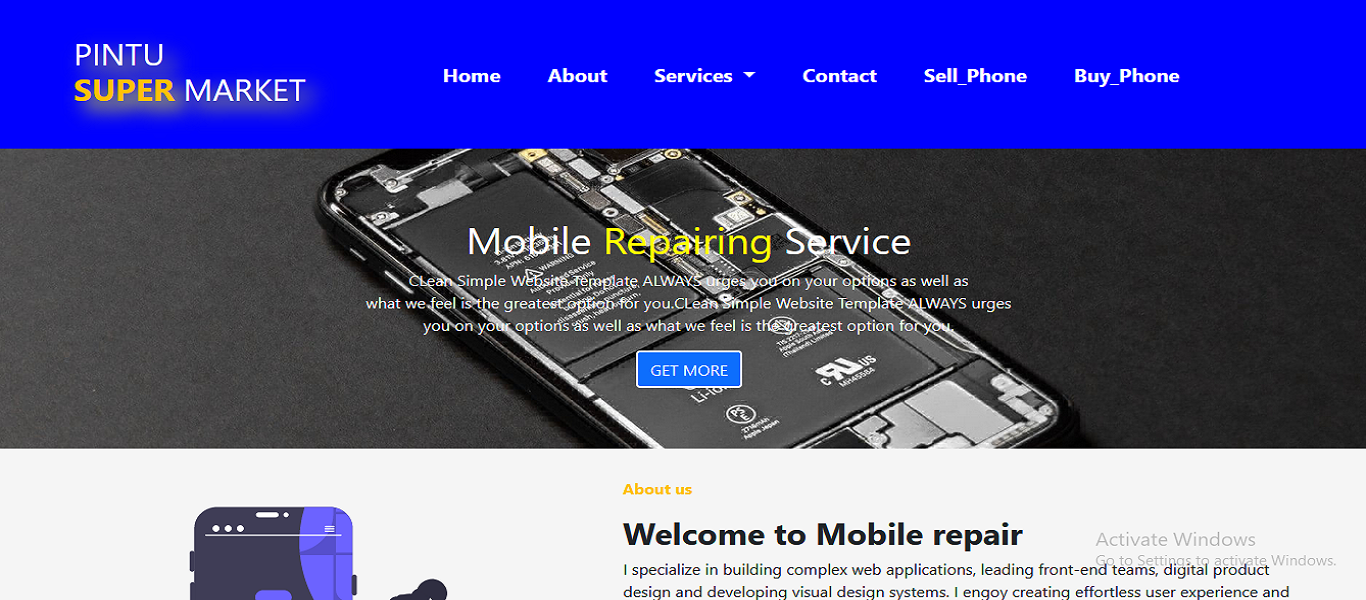 PINTU
SUPER MARKET
Home About Services Contact Sell_Phone Buy_Phone
Mobile Repairing Service
CLean Simple Website Template ALWAYS urges you on your options as well as
what we feel is the greatest option for you.CLean Simple Website Template ALWAYS urges
you on your options as well as what we feel is the greatest option for you.
GET MORE
WARNING
Li-ion
About us
Welcome to Mobile repair
I specialize in building complex web applications, leading front-end teams, digital product
design and developing visual design systems. I engoy creating effortless user experience and
Activate Windows
Go to Settings to activate Windows.